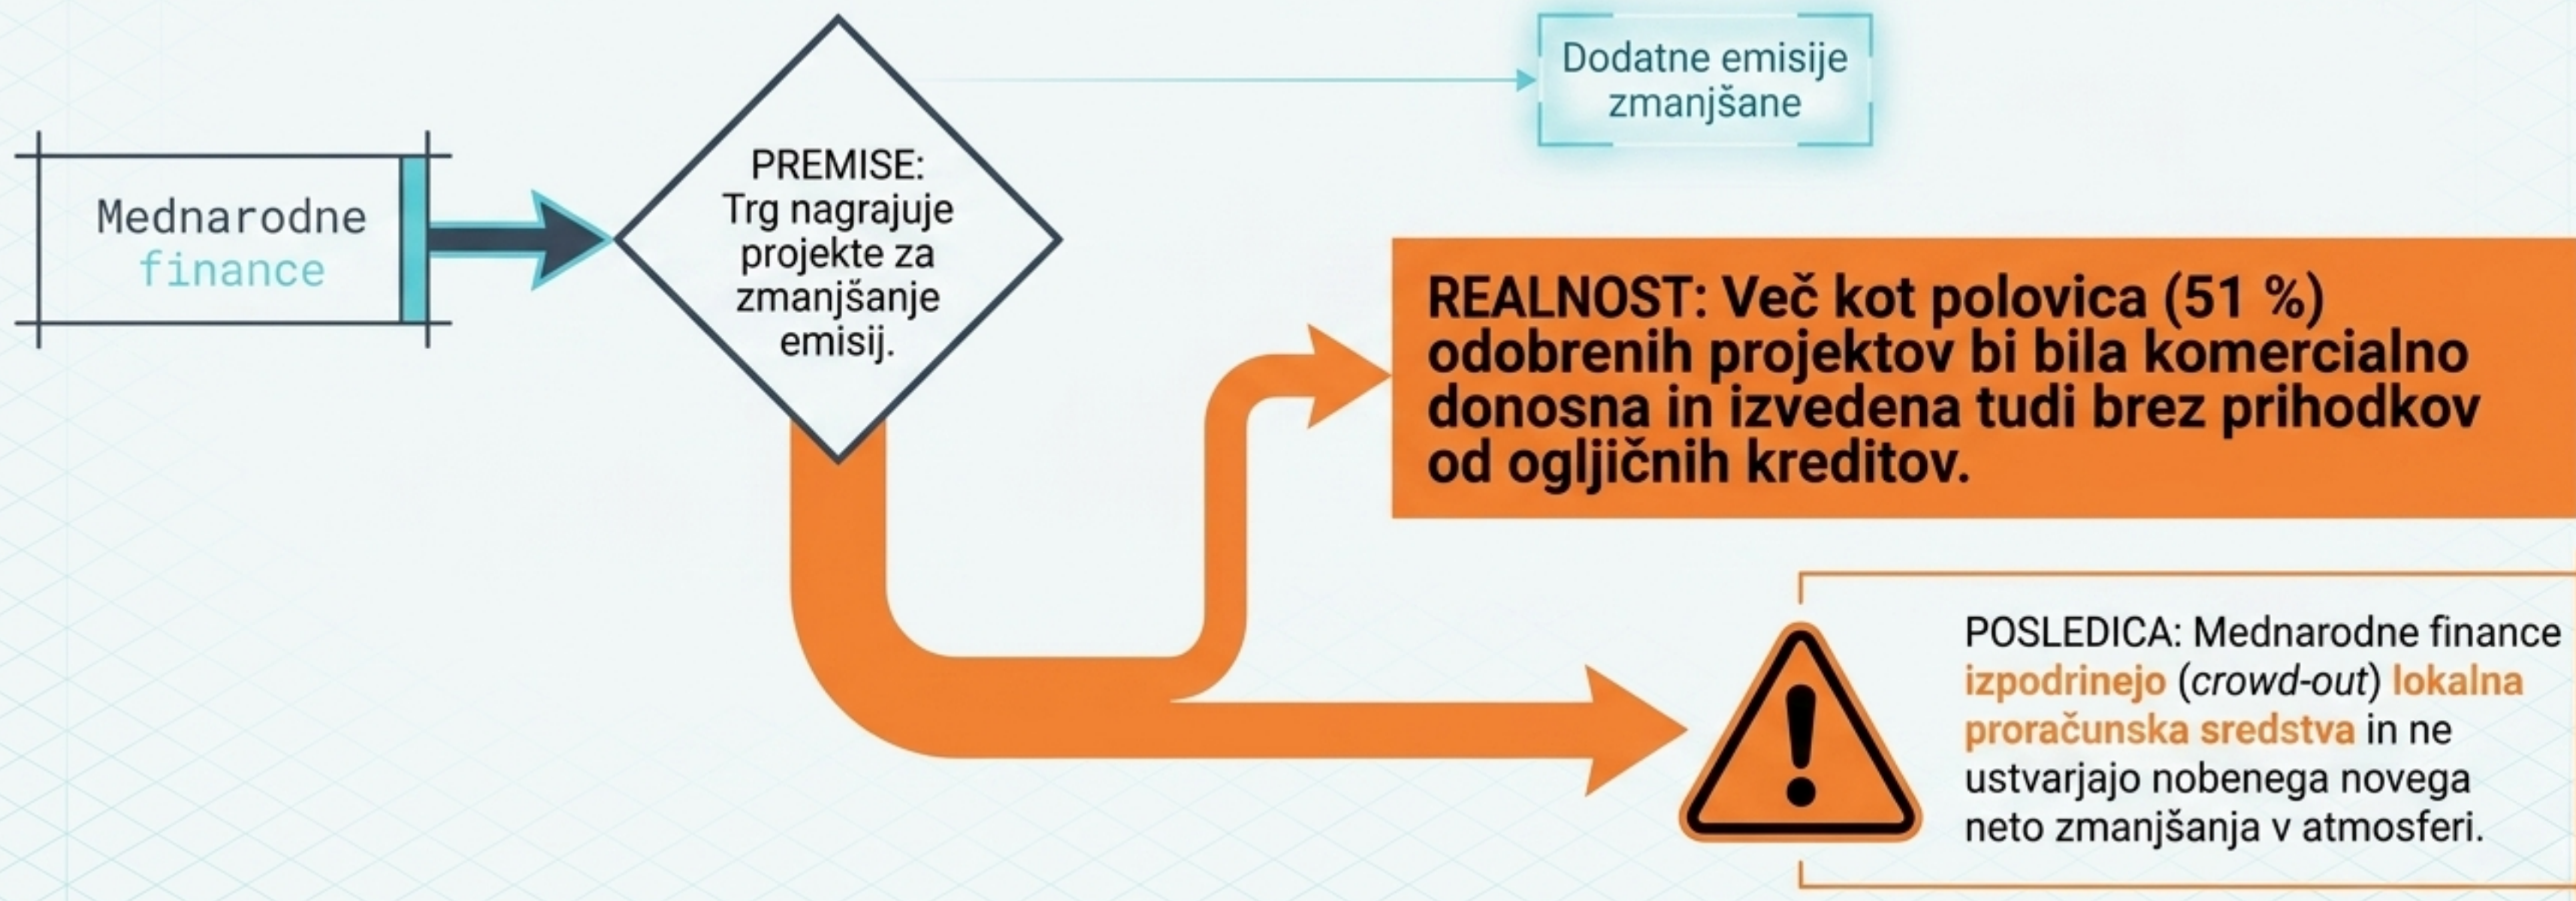 Mednarodne
finance
PREMISE:
Trg nagrajuje
projekte za
zmanjšanje
emisij.
Dodatne emisije
zmanjšane
REALNOST: Več kot polovica (51 %)
odobrenih projektov bi bila komercialno
donosna in izvedena tudi brez prihodkov
od ogljičnih kreditov.
POSLEDICA: Mednarodne finance
izpodrinejo (crowd-out) lokalna
proračunska sredstva in ne
ustvarjajo nobenega novega
neto zmanjšanja v atmosferi.